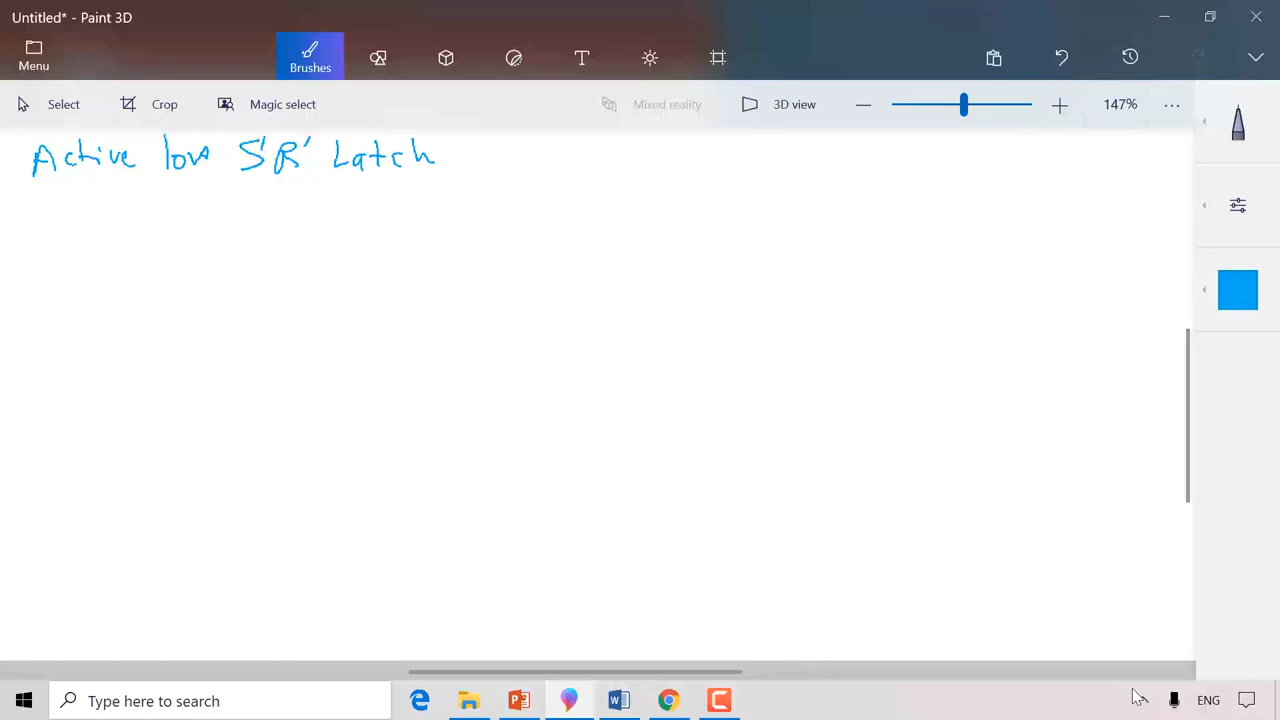 Untitled* - Paint 3D
Menu
Brushes
Select Crop Magic select Mixed reality 3D view 147%
Active low S'R' Latch
Type here to search
ENG